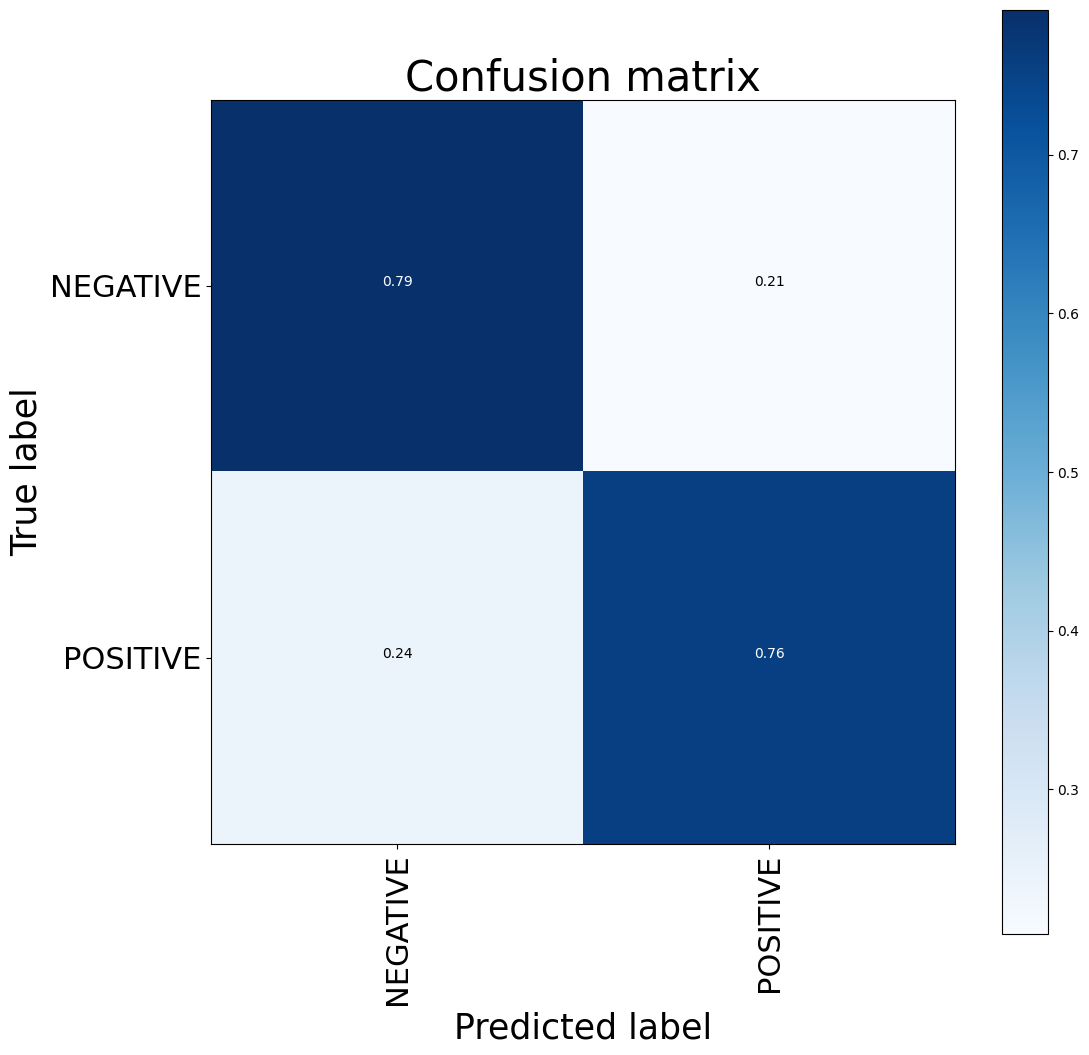 Confusion matrix
True label
NEGATIVE
POSITIVE
0.79
0.21
0.24
0.76
NEGATIVE
POSITIVE
Predicted label
0.7
0.6
0.5
0.4
0.3